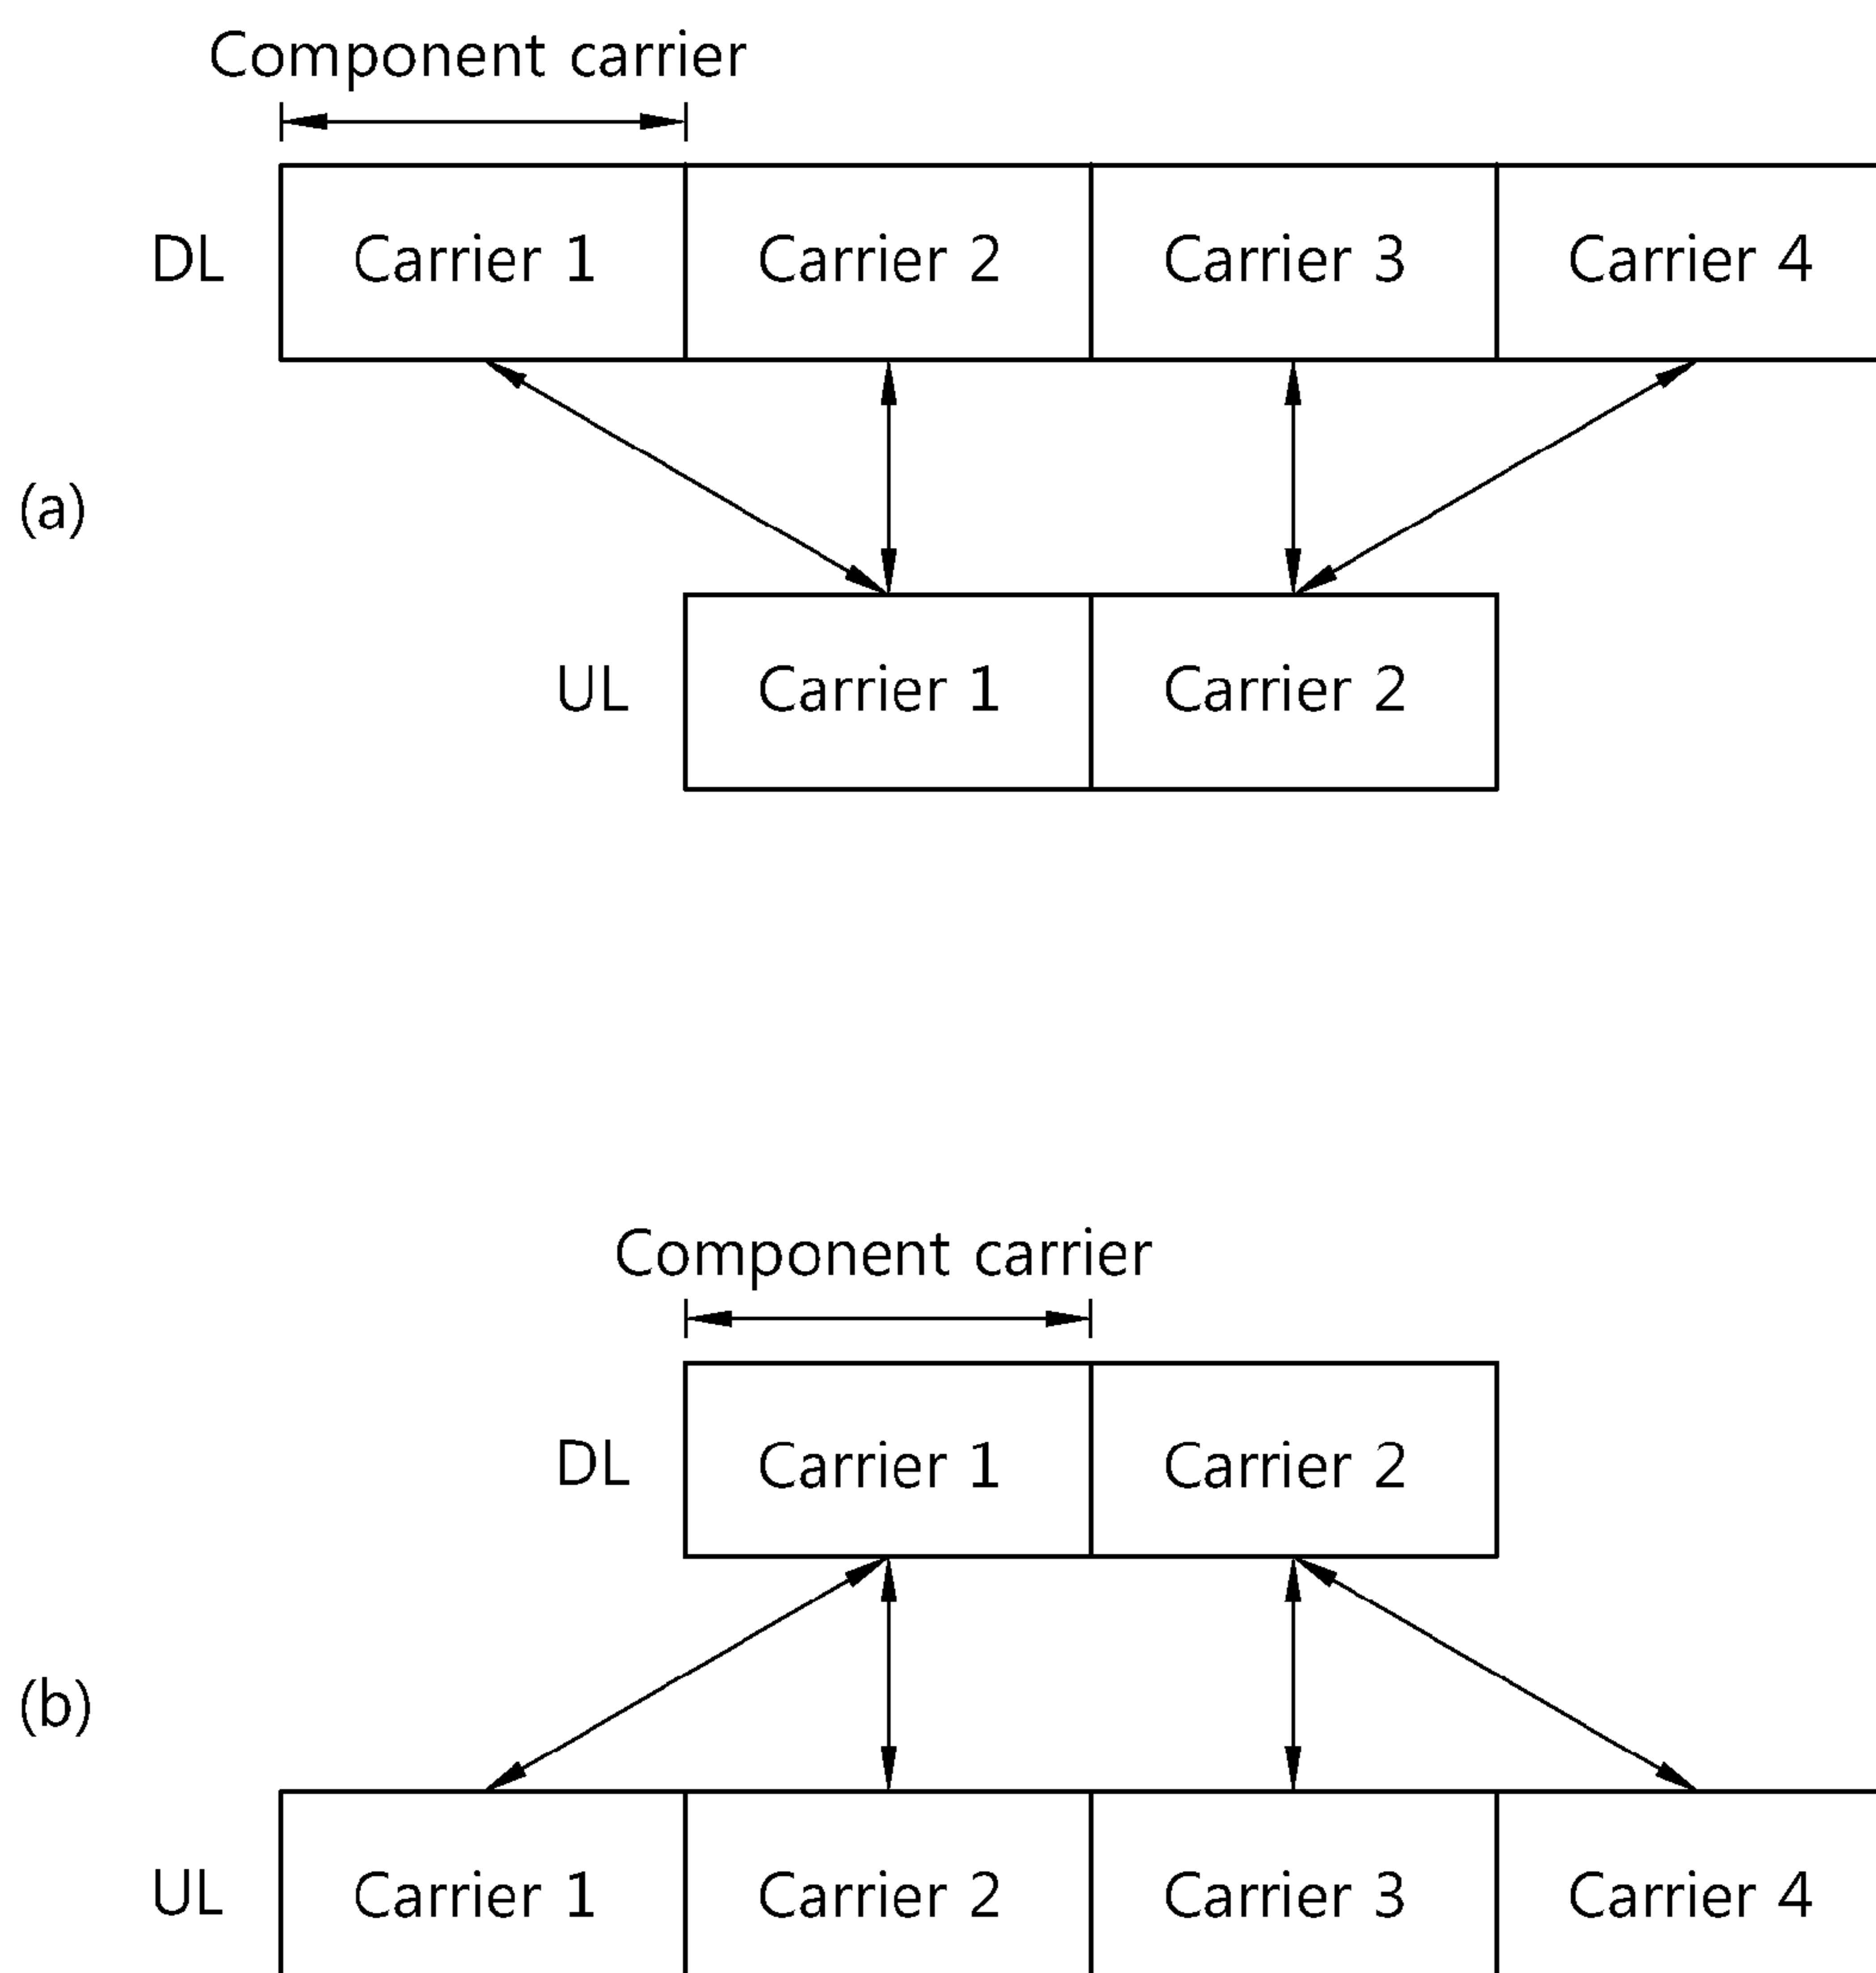 Component carrier
DL Carrier 1 Carrier 2 Carrier 3 Carrier 4
(a)
UL Carrier 1 Carrier 2
Component carrier
DL Carrier 1 Carrier 2
(b)
UL Carrier 1 Carrier 2 Carrier 3 Carrier 4